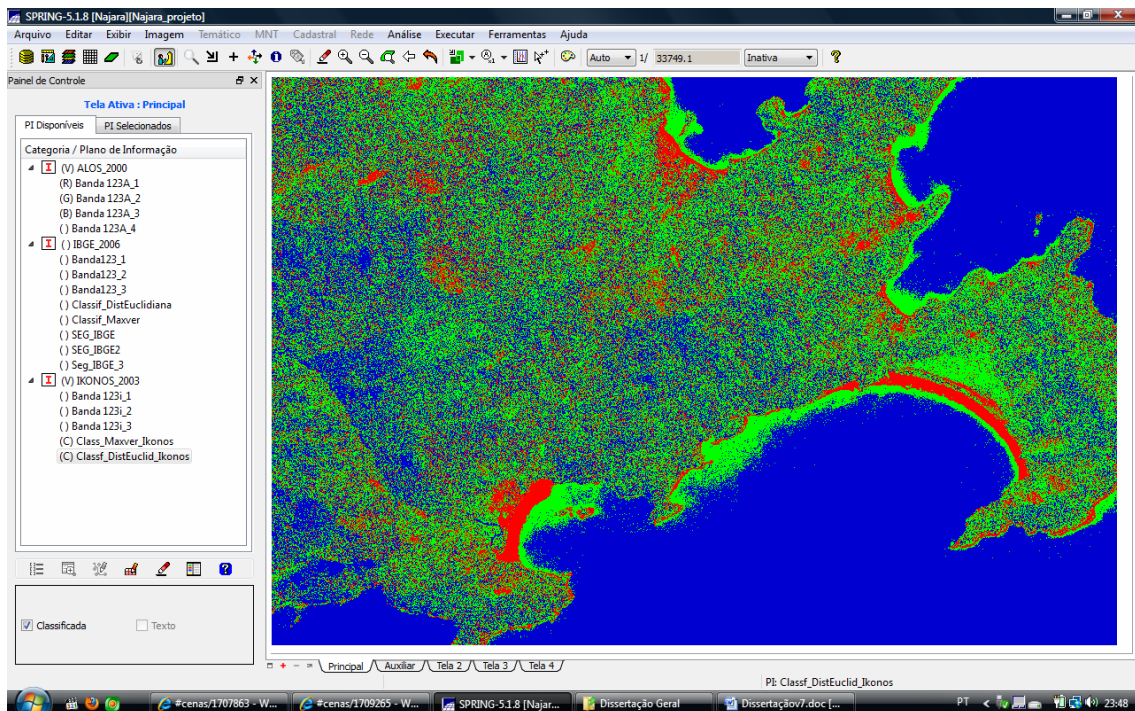 SPRING-5.1.8 [Najara][Najara_projeto]
Arquivo Editar Exibir Imagem Temático MNT Cadastral Rede Análise Executar Ferramentas Ajuda
Auto 1/ 33749.1 Inativa
Painel de Controle
Tela Ativa : Principal
PI Disponíveis PI Selecionados
Categoria / Plano de Informação
(V) ALOS_2000
(R) Banda 123A_1
(G) Banda 123A_2
(B) Banda 123A_3
() Banda 123A_4
() IBGE_2006
() Banda123_1
() Banda123_2
() Banda123_3
() Classif_DistEuclidiana
() Classif_Maxver
() SEG_IBGE
() SEG_IBGE2
() Seg_IBGE_3
(V) IKONOS_2003
() Banda 123i_1
() Banda 123i_2
() Banda 123i_3
(C) Class_Maxver_Ikonos
(C) Classf_DistEuclid_Ikonos
Classificada Texto
Principal Auxiliar Tela 2 Tela 3 Tela 4
PI: Classf_DistEuclid_Ikonos
#cenas/1707863 - W... #cenas/1709265 - W... SPRING-5.1.8 [Najar... Dissertação Geral Dissertaçãov7.doc [... PT 23:48